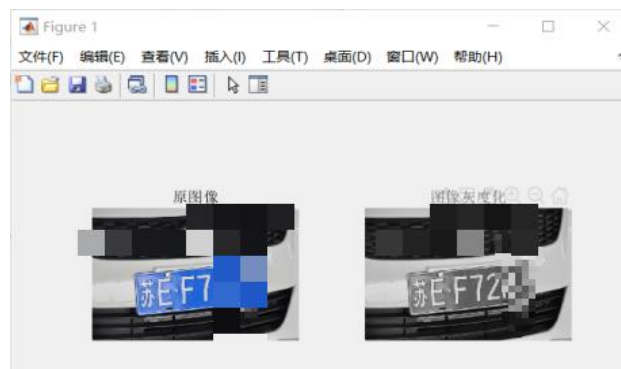 Figure 1
文件(F) 编辑(E) 查看(V) 插入(I) 工具(T) 桌面(D) 窗口(W) 帮助(H)
原图像
图像灰度化
苏E F7
苏E F72